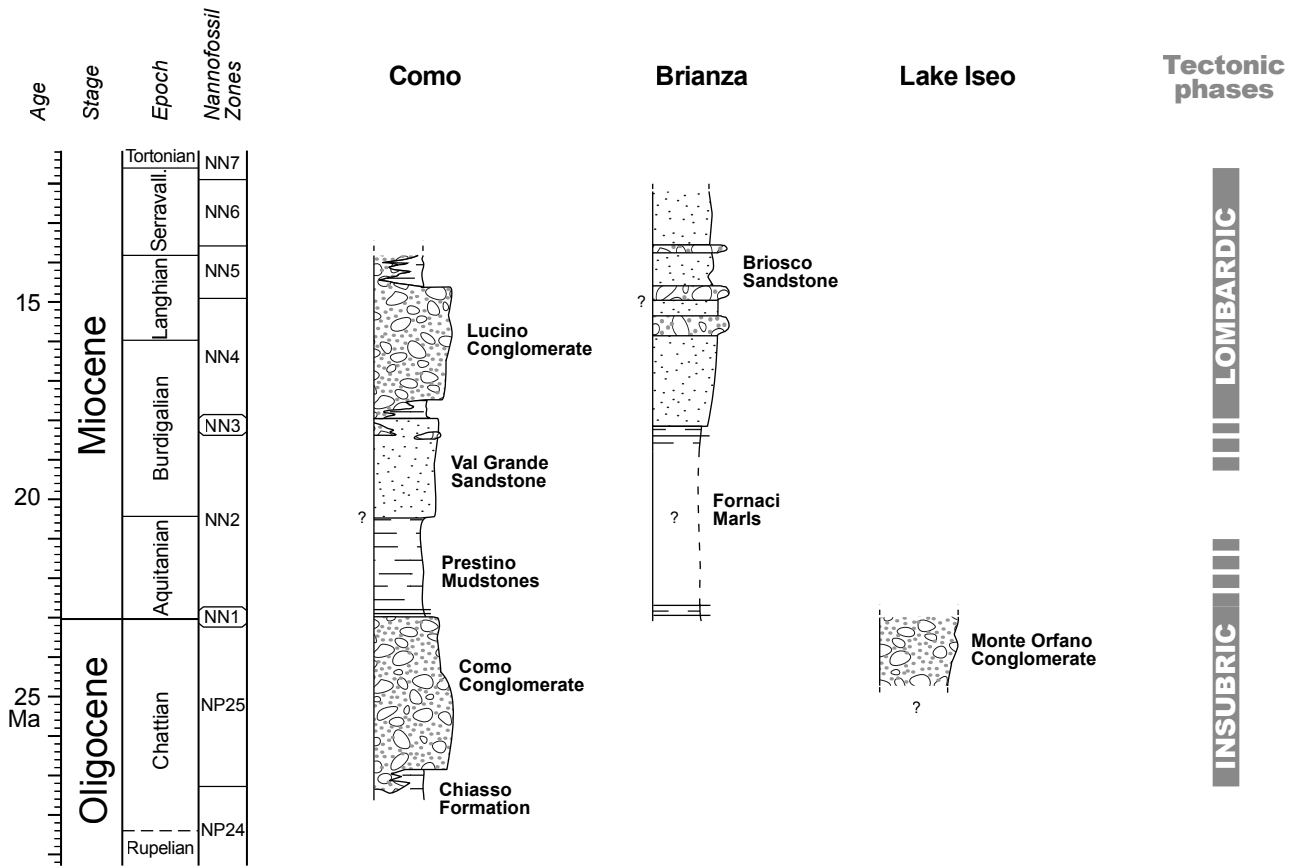 Age
Stage
Epoch
Nannofossil
Zones
Como
Brianza
Lake Iseo
Tectonic
phases
15
20
25
Ma
Miocene
Oligocene
Tortonian
Serravall.
Langhian
Burdigalian
Aquitanian
Chattian
Rupelian
NN7
NN6
NN5
NN4
NN3
NN2
NN1
NP25
NP24
Lucino
Conglomerate
Val Grande
Sandstone
?
Prestino
Mudstones
Como
Conglomerate
Chiasso
Formation
Briosco
Sandstone
?
Fornaci
Marls
?
Monte Orfano
Conglomerate
?
LOMBARDIC
INSUBRIC